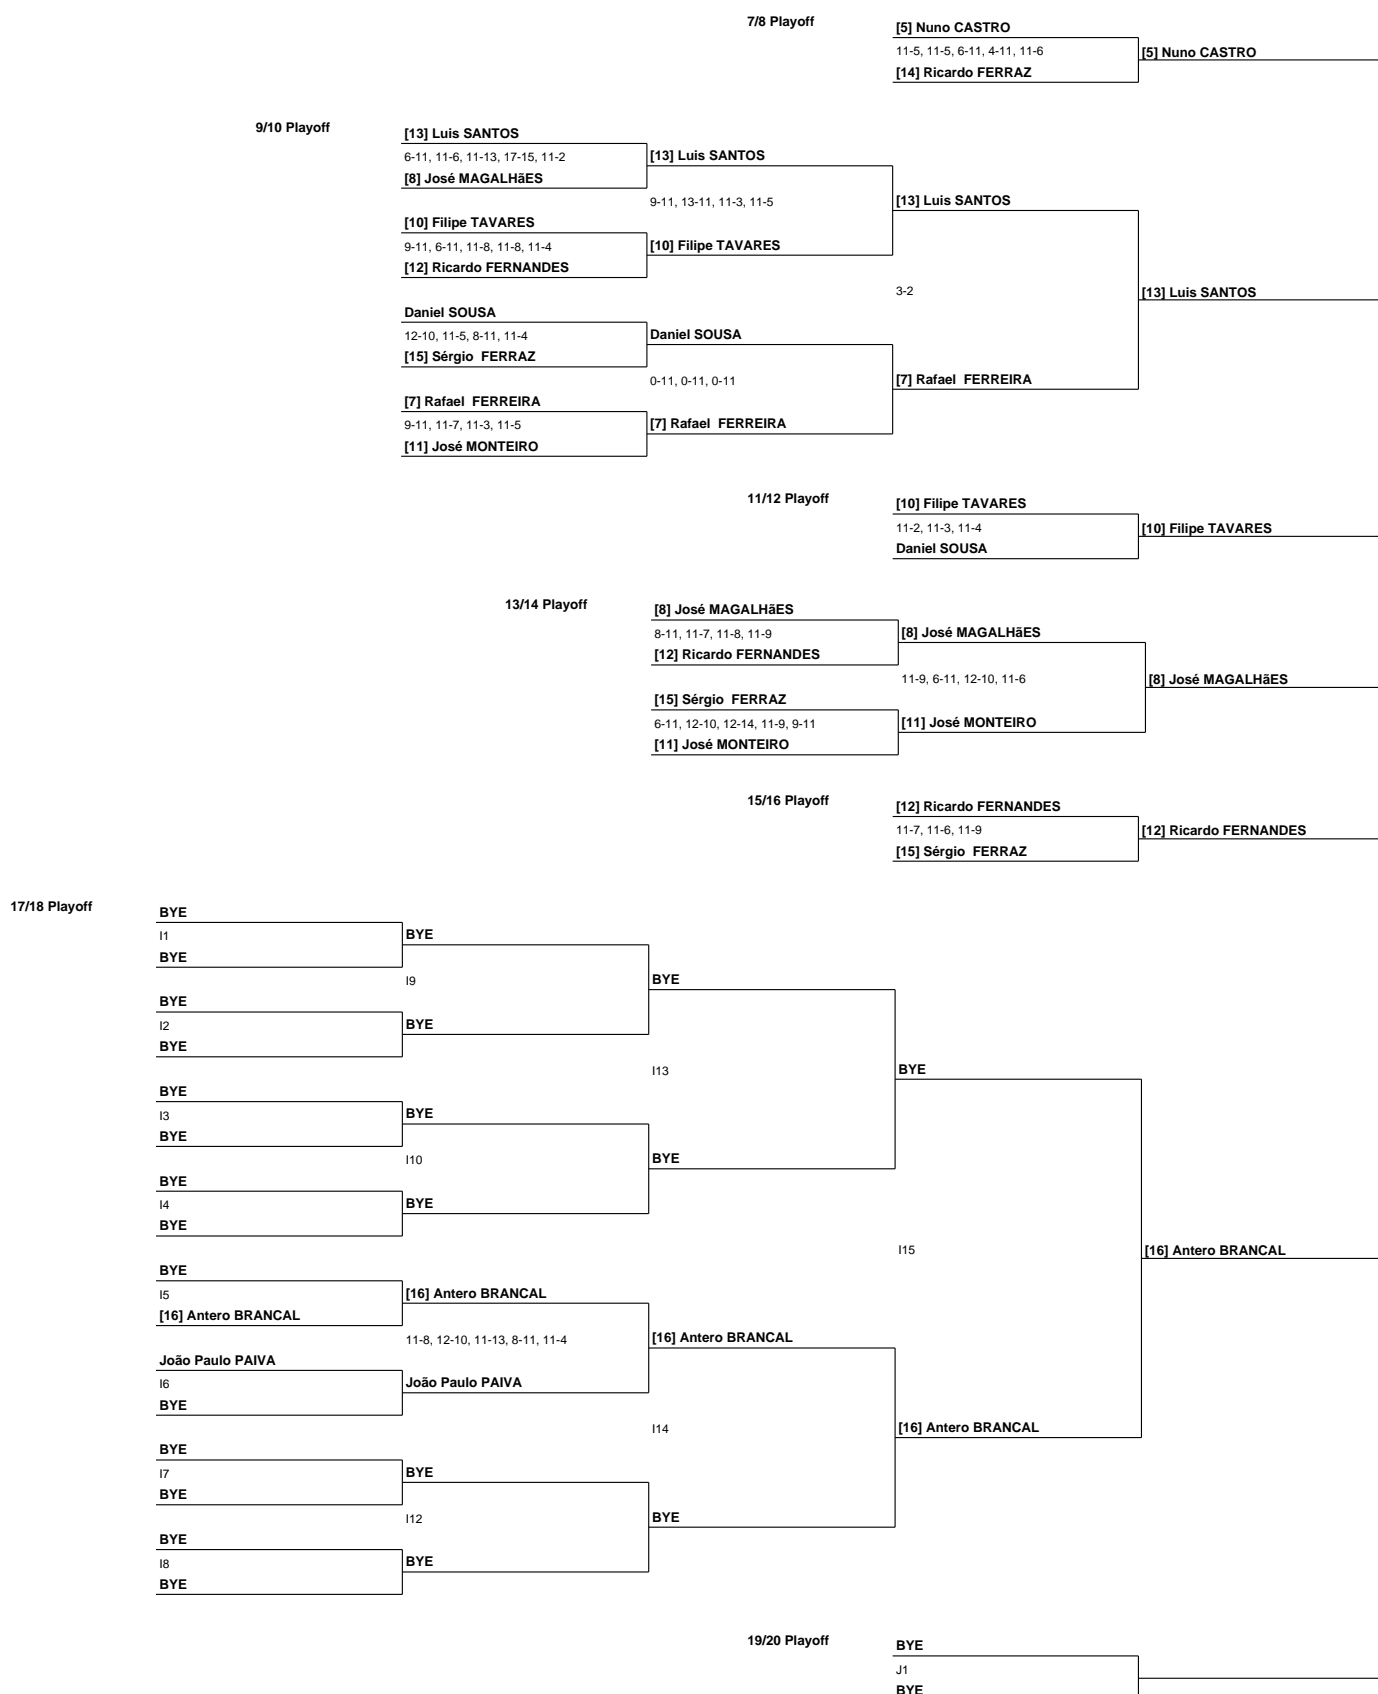 7/8 Playoff
[5] Nuno CASTRO
11-5, 11-5, 6-11, 4-11, 11-6
[5] Nuno CASTRO
[14] Ricardo FERRAZ
9/10 Playoff
[13] Luis SANTOS
6-11, 11-6, 11-13, 17-15, 11-2
[13] Luis SANTOS
[8] José MAGALHãES
9-11, 13-11, 11-3, 11-5
[13] Luis SANTOS
[10] Filipe TAVARES
9-11, 6-11, 11-8, 11-8, 11-4
[10] Filipe TAVARES
[12] Ricardo FERNANDES
3-2
[13] Luis SANTOS
Daniel SOUSA
12-10, 11-5, 8-11, 11-4
Daniel SOUSA
[15] Sérgio FERRAZ
0-11, 0-11, 0-11
[7] Rafael FERREIRA
[7] Rafael FERREIRA
9-11, 11-7, 11-3, 11-5
[7] Rafael FERREIRA
[11] José MONTEIRO
11/12 Playoff
[10] Filipe TAVARES
11-2, 11-3, 11-4
[10] Filipe TAVARES
Daniel SOUSA
13/14 Playoff
[8] José MAGALHãES
8-11, 11-7, 11-8, 11-9
[8] José MAGALHãES
[12] Ricardo FERNANDES
11-9, 6-11, 12-10, 11-6
[8] José MAGALHãES
[15] Sérgio FERRAZ
6-11, 12-10, 12-14, 11-9, 9-11
[11] José MONTEIRO
[11] José MONTEIRO
15/16 Playoff
[12] Ricardo FERNANDES
11-7, 11-6, 11-9
[12] Ricardo FERNANDES
[15] Sérgio FERRAZ
17/18 Playoff
BYE
I1
BYE
BYE
I9
BYE
BYE
I2
BYE
BYE
I13
BYE
BYE
I3
BYE
BYE
I10
BYE
BYE
I4
BYE
BYE
I15
[16] Antero BRANCAL
BYE
I5
[16] Antero BRANCAL
[16] Antero BRANCAL
11-8, 12-10, 11-13, 8-11, 11-4
[16] Antero BRANCAL
João Paulo PAIVA
I6
João Paulo PAIVA
BYE
I14
[16] Antero BRANCAL
BYE
I7
BYE
BYE
I12
BYE
BYE
I8
BYE
BYE
19/20 Playoff
BYE
J1
BYE